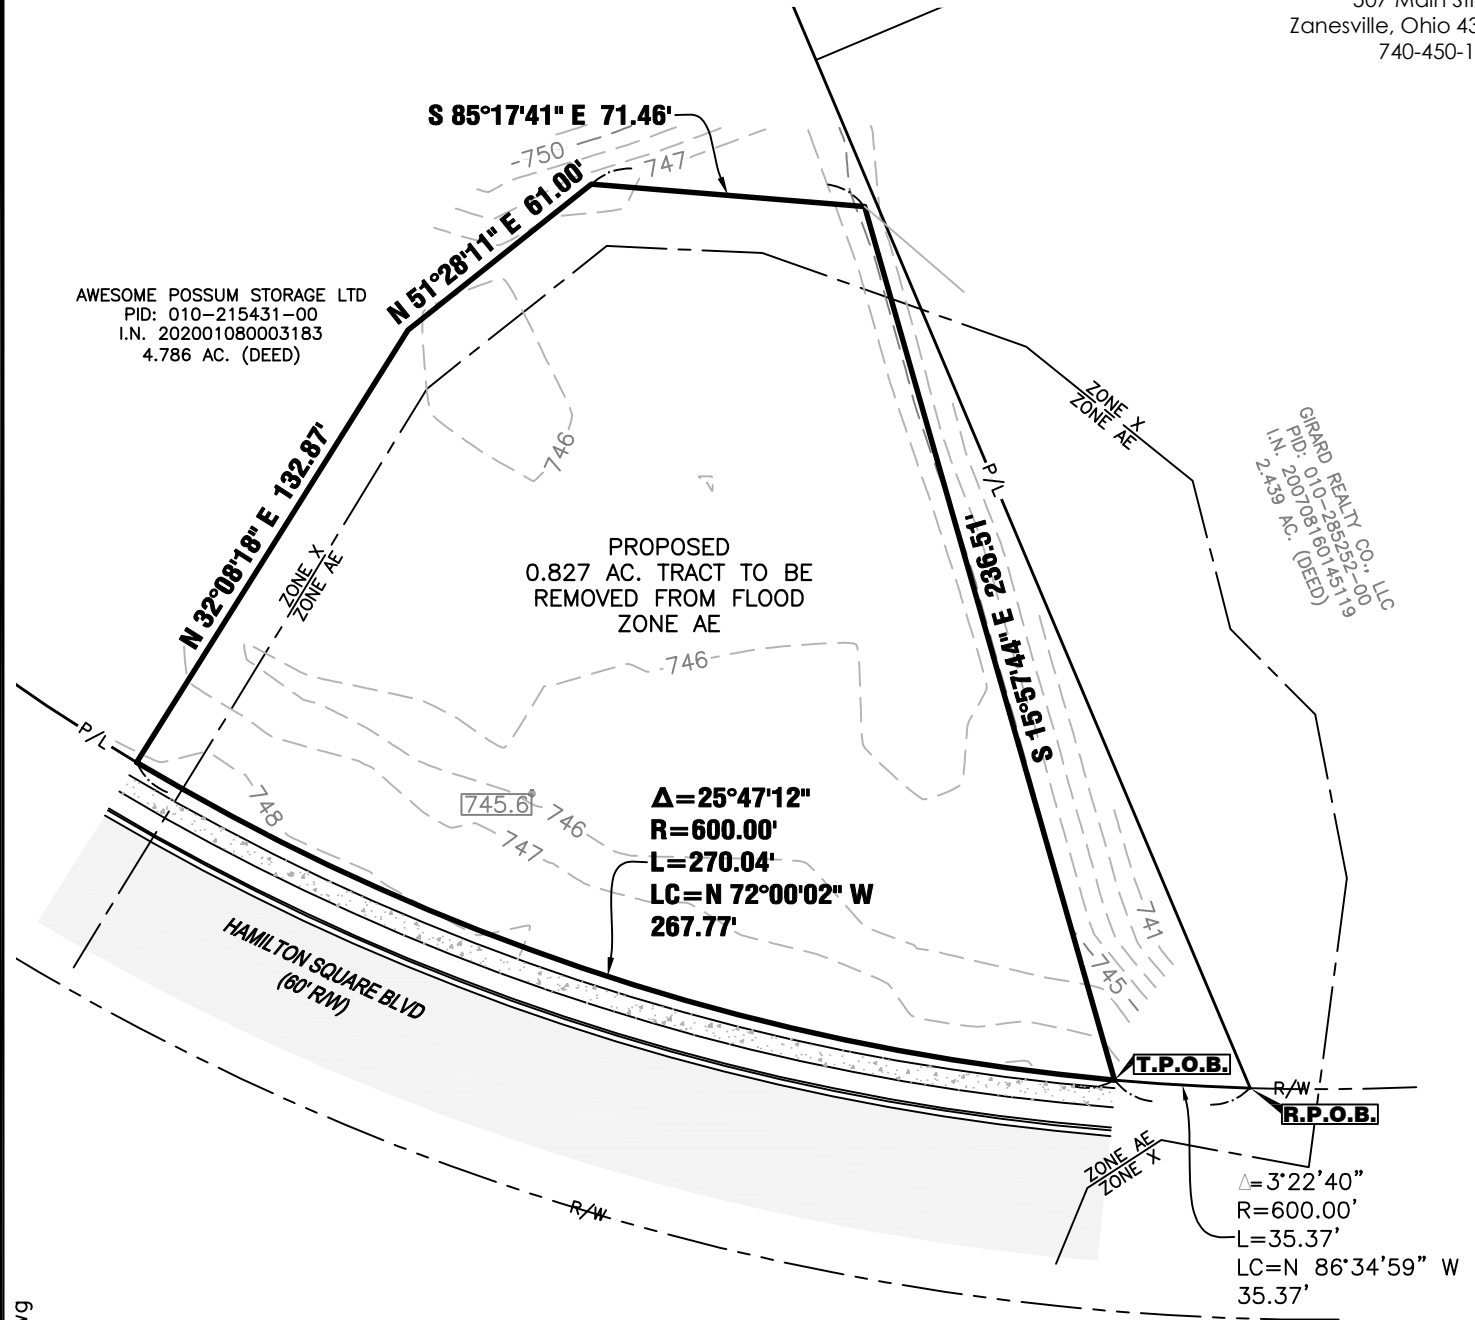 507 Main
Zanesville, Ohio
740-450-1
S 85°17'41" E 71.46'
750
747
N 51°28'11" E 61.00'
AWESOME POSSUM STORAGE LTD
PID: 010-215431-00
I.N. 202001080003183
4.786 AC. (DEED)
ZONE X
ZONE AE
GIRARD REALTY CO., LLC
PID: 010-285252-00
I.N. 200708160145119
2.439 AC. (DEED)
746
N 32°08'18" E 132.87'
P/L
ZONE X
ZONE AE
PROPOSED
0.827 AC. TRACT TO BE
REMOVED FROM FLOOD
ZONE AE
S 15°57'44" E 236.51'
746
P/L
748
745.6
746
747
Δ=25°47'12"
R=600.00'
L=270.04'
LC=N 72°00'02" W
267.77'
741
745
HAMILTON SQUARE BLVD
(60' R/W)
T.P.O.B.
R/W
R.P.O.B.
ZONE AE
ZONE X
R/W
Δ=3°22'40"
R=600.00'
L=35.37'
LC=N 86°34'59" W
35.37'